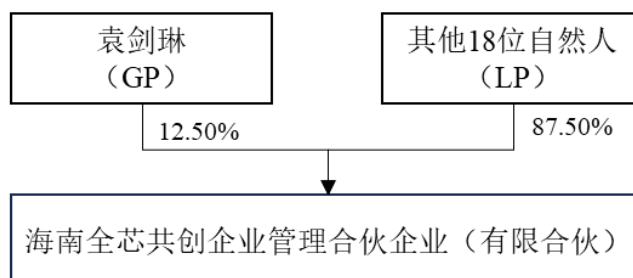 袁剑琳
（GP）
其他18位自然人
（LP）
12.50%
87.50%
海南全芯共创企业管理合伙企业（有限合伙）